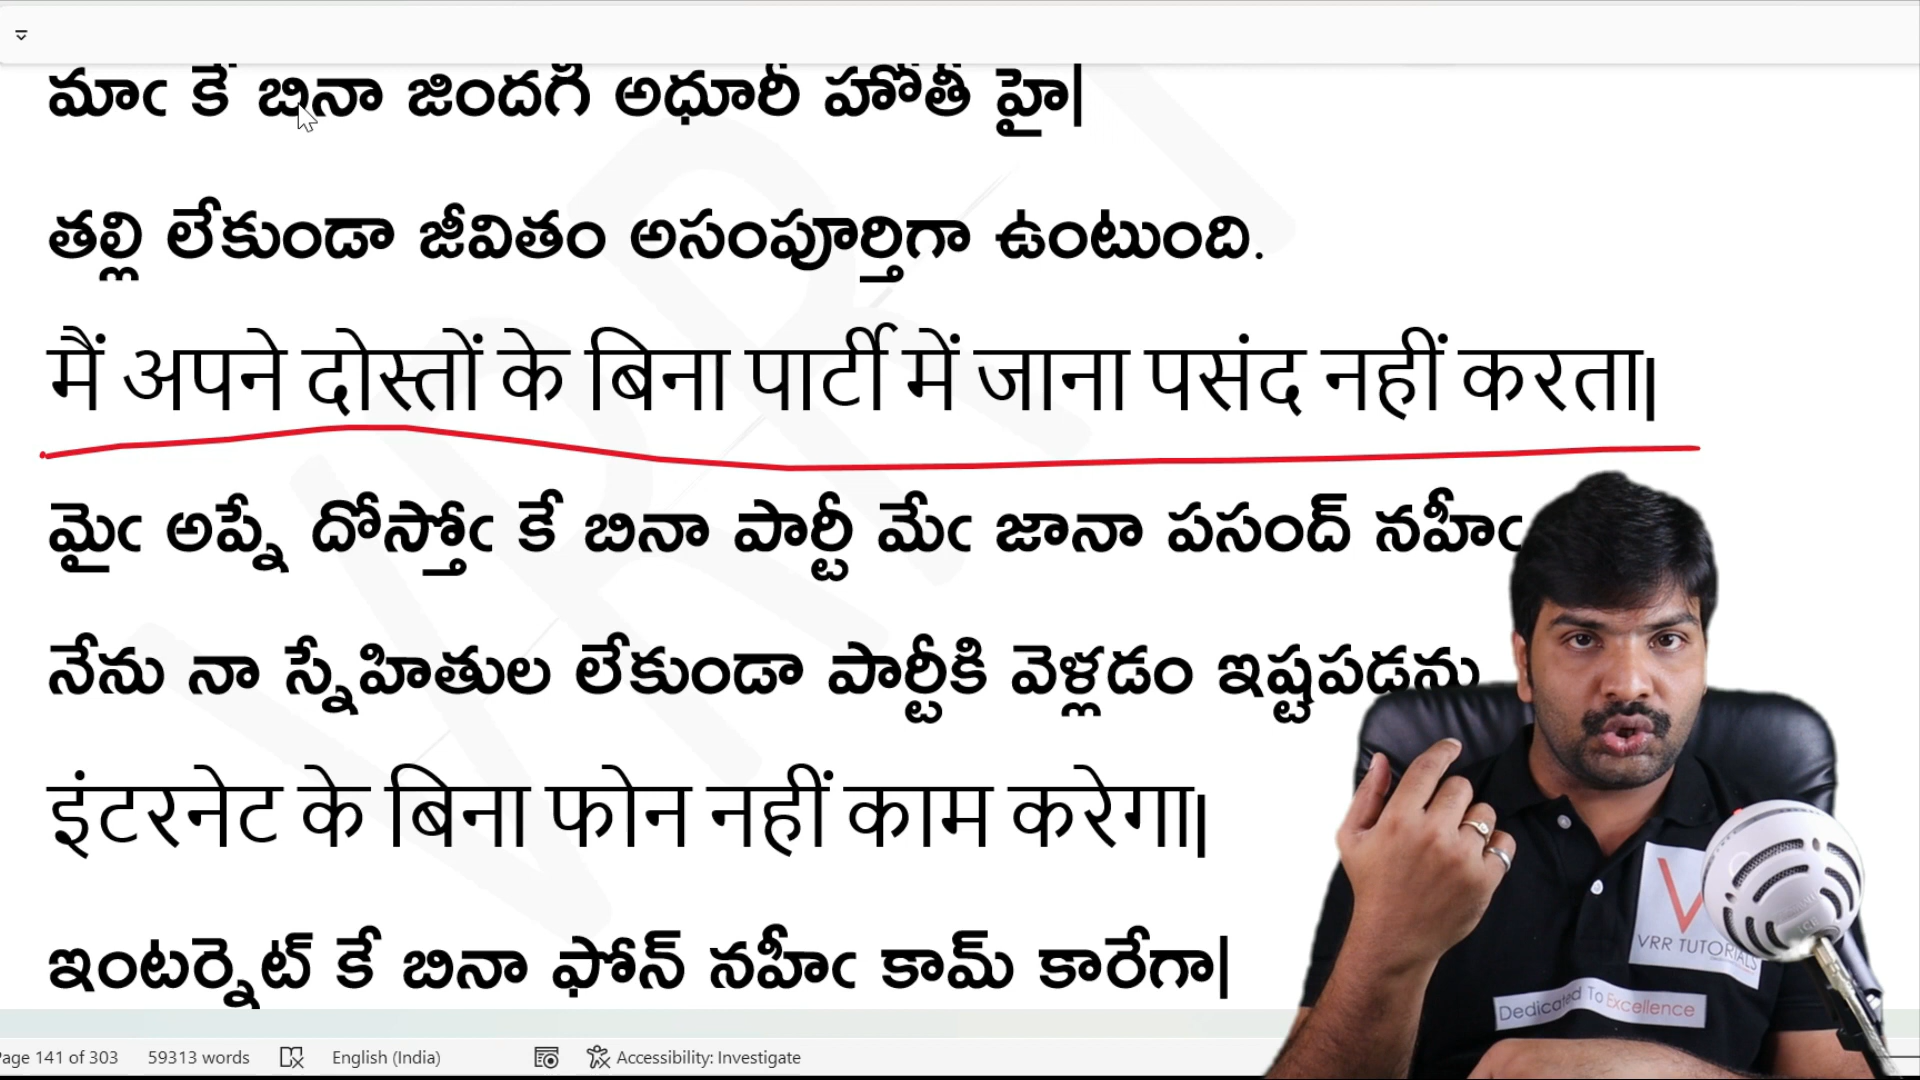 మాఁ కే బినా జిందగీ అధూరీ హోతీ హై|
తల్లి లేకుండా జీవితం అసంపూర్తిగా ఉంటుంది.
मैं अपने दोस्तों के बिना पार्टी में जाना पसंद नहीं करता|
మైఁ అప్నే దోస్తోఁ కే బినా పార్టీ మేఁ జానా పసంద్ నహీఁ
నేను నా స్నేహితుల లేకుండా పార్టీకి వెళ్లడం ఇష్టపడను
इंटरनेट के बिना फोन नहीं काम करेगा|
ఇంటర్నెట్ కే బినా ఫోన్ నహీఁ కామ్ కారేగా|
VRR TUTORIALS
Dedicated To Excellence
Page 141 of 303 59313 words English (India) Accessibility: Investigate